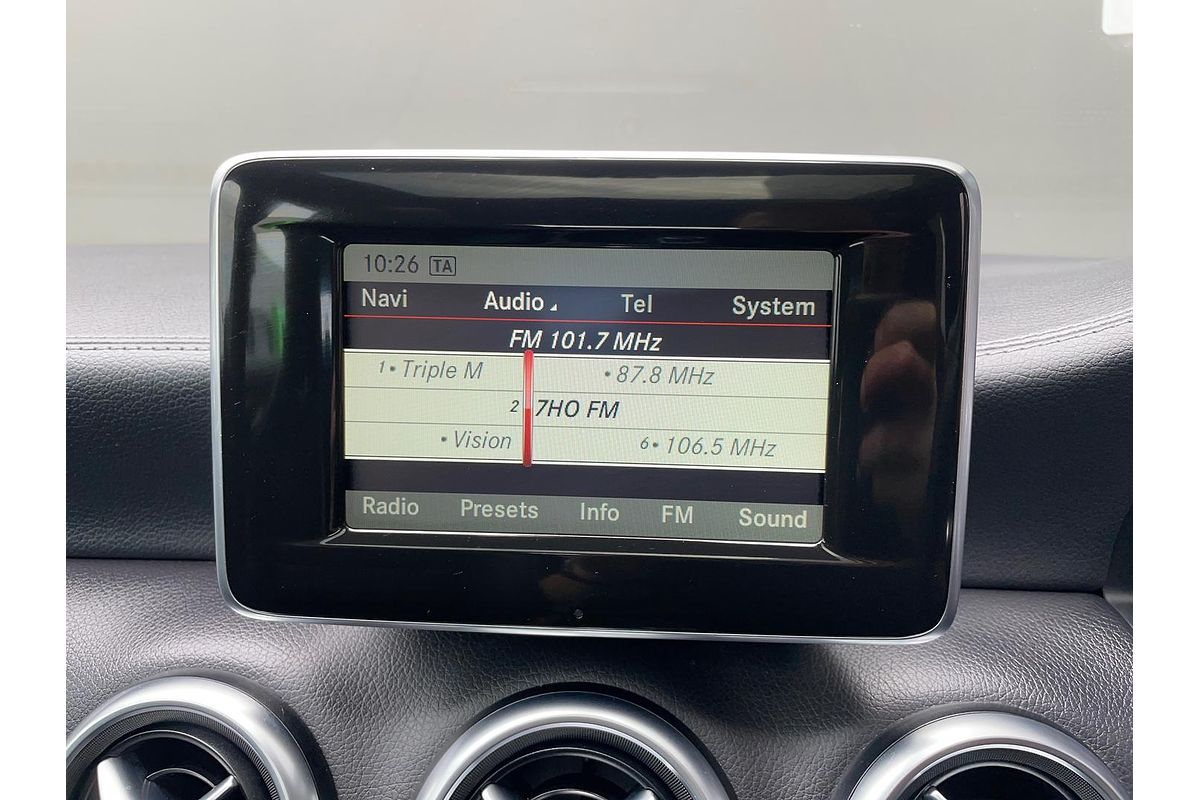 10:26 TA
Navi Audio Tel System
FM 101.7 MHz
1• Triple M • 87.8 MHz
2 7HO FM
• Vision 6• 106.5 MHz
Radio Presets Info FM Sound